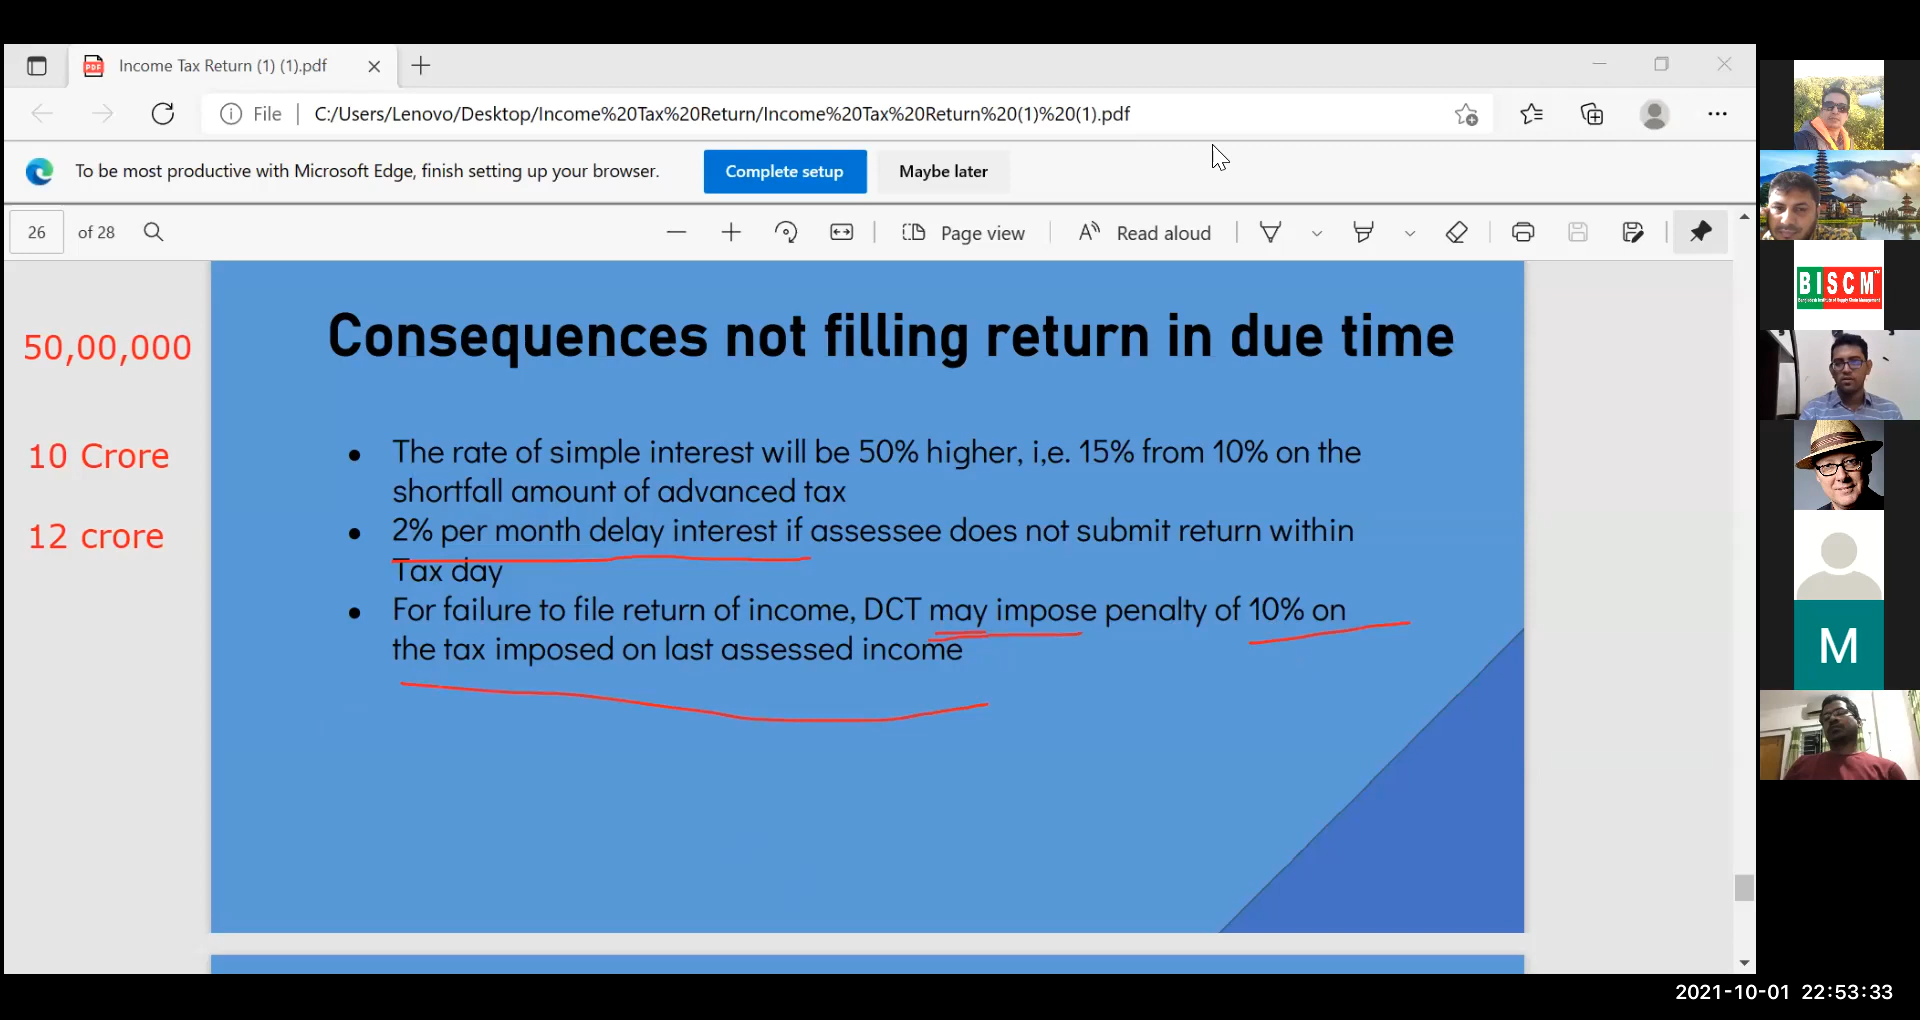 Income Tax Return (1) (1).pdf
File
C:/Users/Lenovo/Desktop/Income%20Tax%20Return/Income%20Tax%20Return%20(1)%20(1).pdf
To be most productive with Microsoft Edge, finish setting up your browser.
Complete setup
Maybe later
26 of 28
Page view
Read aloud
50,00,000
10 Crore
12 crore
Consequences not filling return in due time
• The rate of simple interest will be 50% higher, i,e. 15% from 10% on the
shortfall amount of advanced tax
• 2% per month delay interest if assessee does not submit return within
Tax day
• For failure to file return of income, DCT may impose penalty of 10% on
the tax imposed on last assessed income
BISCM
Bangladesh Institute of Supply Chain Management
M
2021-10-01 22:53:33